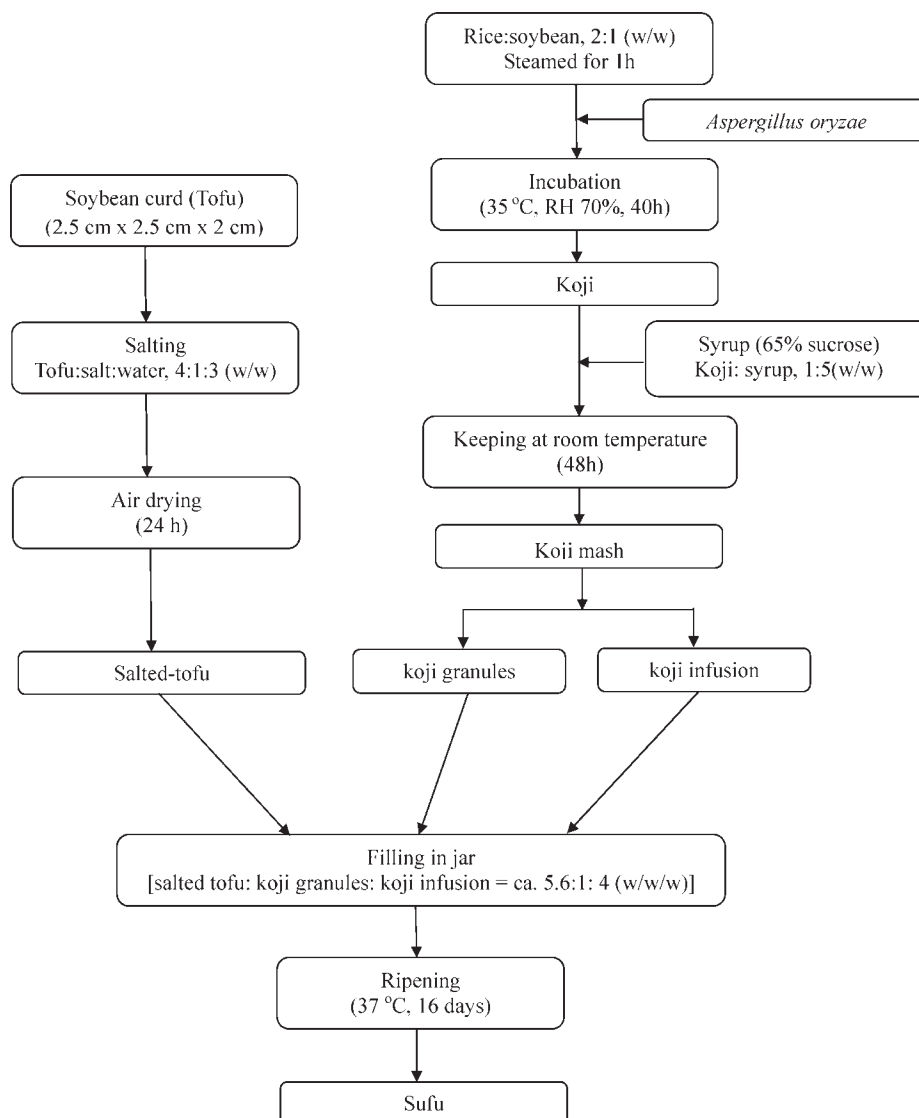 Rice:soybean, 2:1 (w/w)
Steamed for 1h
Aspergillus oryzae
Incubation
(35 °C, RH 70%, 40h)
Koji
Syrup (65% sucrose)
Koji: syrup, 1:5(w/w)
Keeping at room temperature
(48h)
Koji mash
koji granules
koji infusion
Soybean curd (Tofu)
(2.5 cm x 2.5 cm x 2 cm)
Salting
Tofu:salt:water, 4:1:3 (w/w)
Air drying
(24 h)
Salted-tofu
Filling in jar
[salted tofu: koji granules: koji infusion = ca. 5.6:1: 4 (w/w/w)]
Ripening
(37 °C, 16 days)
Sufu